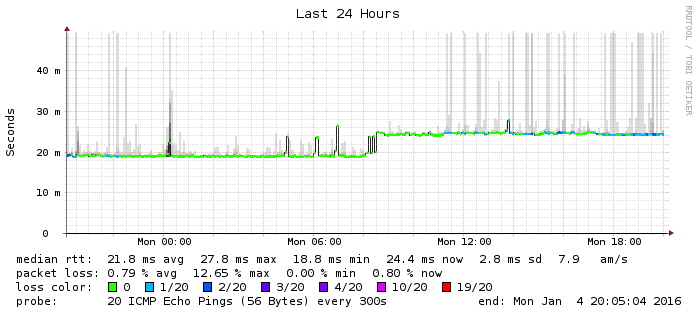 Last 24 Hours
RRDTOOL / TOBI OETIKER
Seconds
40 m
30 m
20 m
10 m
0
Mon 00:00 Mon 06:00 Mon 12:00 Mon 18:00
median rtt: 21.8 ms avg 27.8 ms max 18.8 ms min 24.4 ms now 2.8 ms sd 7.9 am/s
packet loss: 0.79 % avg 12.65 % max 0.00 % min 0.80 % now
loss color: 0 1/20 2/20 3/20 4/20 10/20 19/20
probe: 20 ICMP Echo Pings (56 Bytes) every 300s end: Mon Jan 4 20:05:04 2016